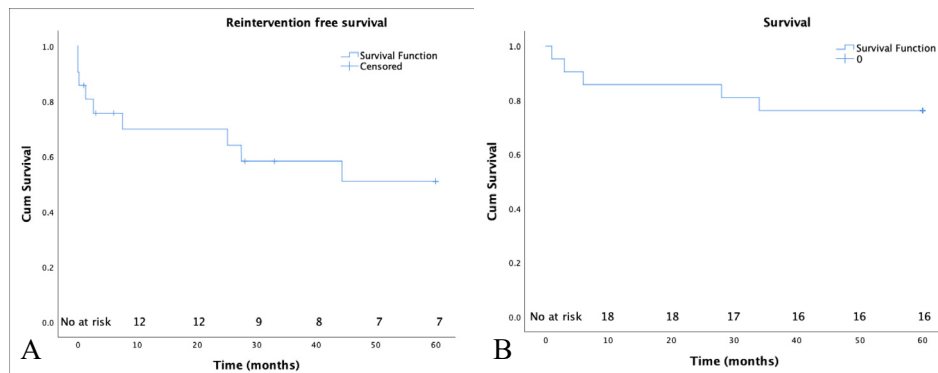 Reintervention free survival
Survival Function
Censored
Cum Survival
1.0
0.8
0.6
0.4
0.2
0.0
No at risk 12 12 9 8 7 7
0 10 20 30 40 50 60
Time (months)
A
Survival
Survival Function
0
Cum Survival
1.0
0.8
0.6
0.4
0.2
0.0
No at risk 18 18 17 16 16 16
0 10 20 30 40 50 60
Time (months)
B